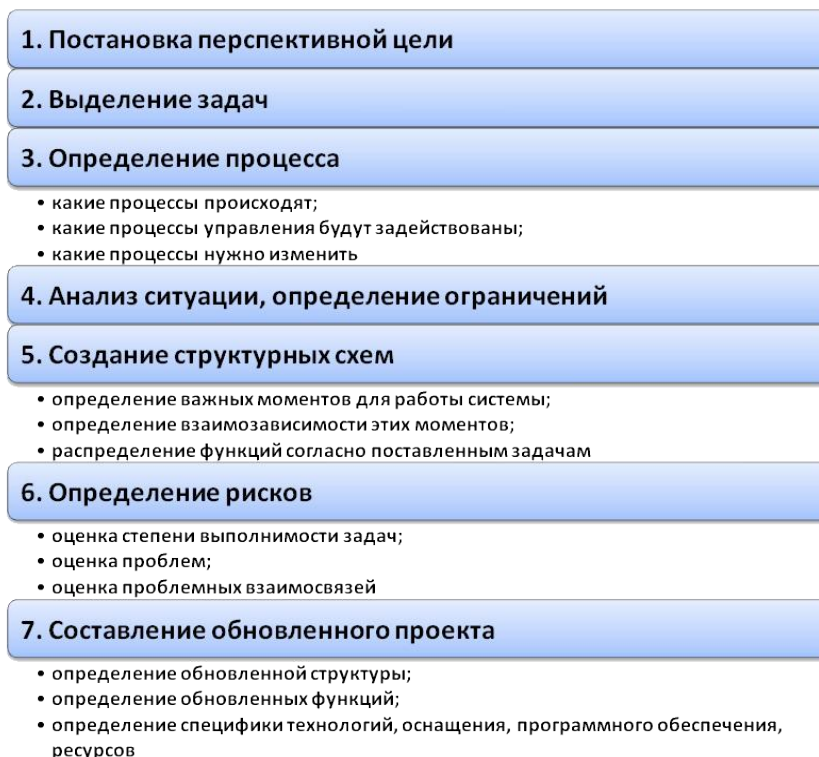 1. Постановка перспективной цели
2. Выделение задач
3. Определение процесса
• какие процессы происходят;
• какие процессы управления будут задействованы;
• какие процессы нужно изменить
4. Анализ ситуации, определение ограничений
5. Создание структурных схем
• определение важных моментов для работы системы;
• определение взаимозависимости этих моментов;
• распределение функций согласно поставленным задачам
6. Определение рисков
• оценка степени выполнимости задач;
• оценка проблем;
• оценка проблемных взаимосвязей
7. Составление обновленного проекта
• определение обновленной структуры;
• определение обновленных функций;
• определение специфики технологий, оснащения, программного обеспечения,
ресурсов